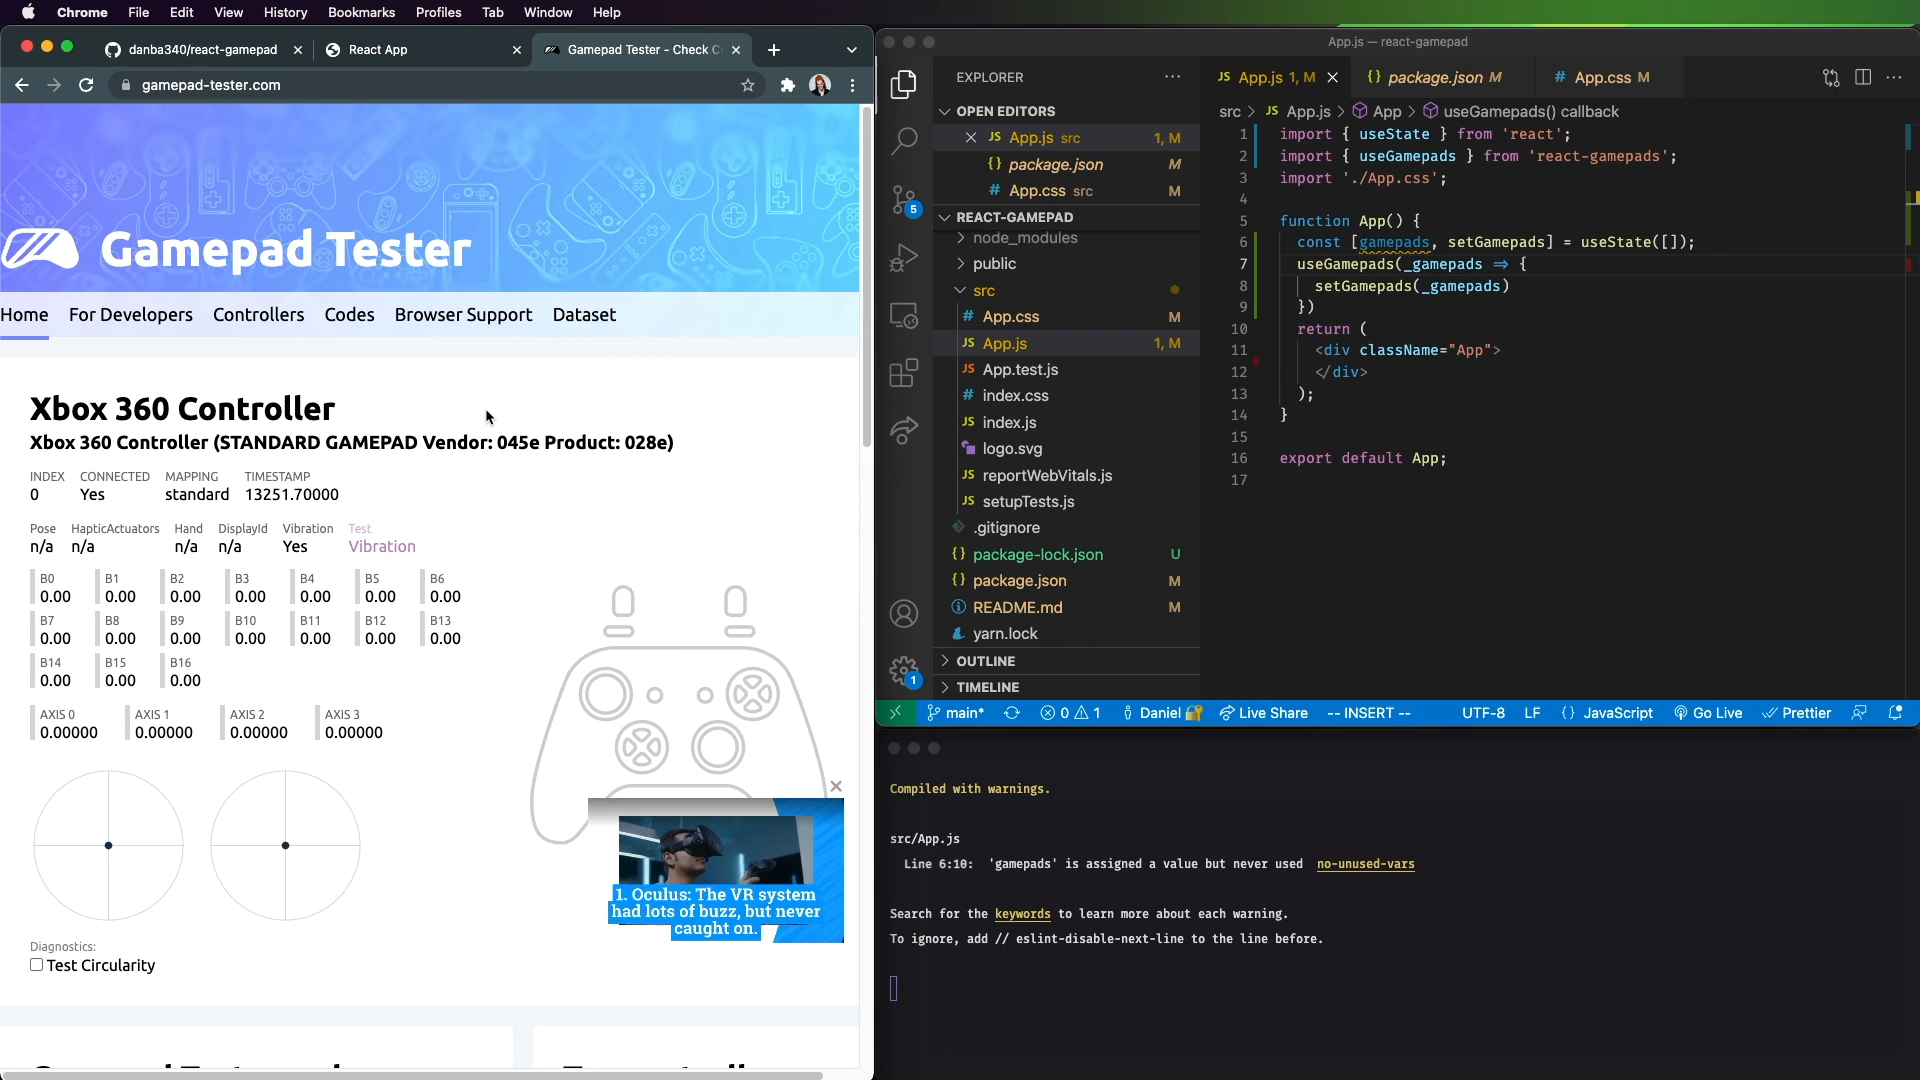 Chrome File Edit View History Bookmarks Profiles Tab Window Help
danba340/react-gamepad
React App
Gamepad Tester - Check C
gamepad-tester.com
Gamepad Tester
Home For Developers Controllers Codes Browser Support Dataset
Xbox 360 Controller
Xbox 360 Controller (STANDARD GAMEPAD Vendor: 045e Product: 028e)
INDEX CONNECTED MAPPING TIMESTAMP
0 Yes standard 13251.70000
Pose HapticActuators Hand DisplayId Vibration Test
n/a n/a n/a n/a Yes Vibration
B0 B1 B2 B3 B4 B5 B6
0.00 0.00 0.00 0.00 0.00 0.00 0.00
B7 B8 B9 B10 B11 B12 B13
0.00 0.00 0.00 0.00 0.00 0.00 0.00
B14 B15 B16
0.00 0.00 0.00
AXIS 0 AXIS 1 AXIS 2 AXIS 3
0.00000 0.00000 0.00000 0.00000
1. Oculus: The VR system
had lots of buzz, but never
caught on.
Diagnostics:
Test Circularity
App.js — react-gamepad
EXPLORER
OPEN EDITORS
JS App.js src 1, M
{} package.json M
# App.css src M
REACT-GAMEPAD
node_modules
public
src
# App.css M
JS App.js 1, M
JS App.test.js
# index.css
JS index.js
logo.svg
JS reportWebVitals.js
JS setupTests.js
.gitignore
{} package-lock.json U
{} package.json M
README.md M
yarn.lock
OUTLINE
TIMELINE
5
1
JS App.js 1, M
{} package.json M
# App.css M
src > JS App.js > App > useGamepads() callback
1 import { useState } from 'react';
2 import { useGamepads } from 'react-gamepads';
3 import './App.css';
4
5 function App() {
6 const [gamepads, setGamepads] = useState([]);
7 useGamepads(_gamepads ⇒ {
8 setGamepads(_gamepads)
9 })
10 return (
11 <div className="App">
12 </div>
13 );
14 }
15
16 export default App;
17
main* 0 1 Daniel Live Share -- INSERT -- UTF-8 LF {} JavaScript Go Live Prettier
Compiled with warnings.
src/App.js
Line 6:10: 'gamepads' is assigned a value but never used no-unused-vars
Search for the keywords to learn more about each warning.
To ignore, add // eslint-disable-next-line to the line before.